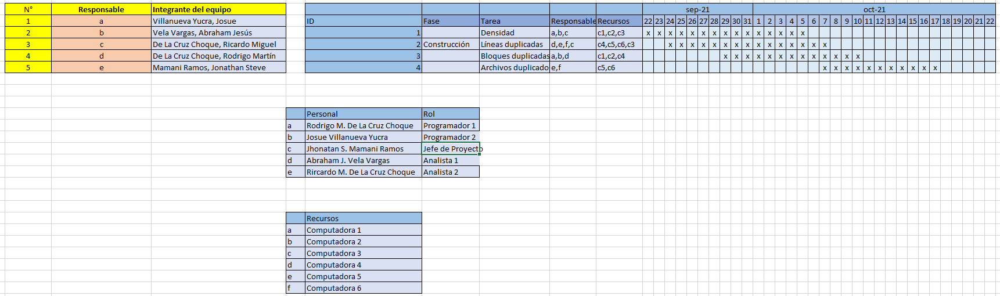 N° Responsable Integrante del equipo sep-21 oct-21
1 a Villanueva Yucra, Josue ID Fase Tarea Responsable Recursos 22 23 24 25 26 27 28 29 30 31 1 2 3 4 5 6 7 8 9 10 11 12 13 14 15 16 17 18 19 20 21 22
2 b Vela Vargas, Abraham Jesús 1 Densidad a,b,c c1,c2,c3 x x x x x x x x x x x x x x x
3 c De La Cruz Choque, Ricardo Miguel 2 Construcción Líneas duplicadas d,e,f,c c4,c5,c6,c3 x x x x x x x x x x x x x x x
4 d De La Cruz Choque, Rodrigo Martín 3 Bloques duplicadas a,b,d c1,c2,c4 x x x x x x x x x x x x x
5 e Mamani Ramos, Jonathan Steve 4 Archivos duplicado e,f c5,c6 x x x x x x x x x x x
Personal Rol
a Rodrigo M. De La Cruz Choque Programador 1
b Josue Villanueva Yucra Programador 2
c Jhonatan S. Mamani Ramos Jefe de Proyecto
d Abraham J. Vela Vargas Analista 1
e Rircardo M. De La Cruz Choque Analista 2
Recursos
a Computadora 1
b Computadora 2
c Computadora 3
d Computadora 4
e Computadora 5
f Computadora 6